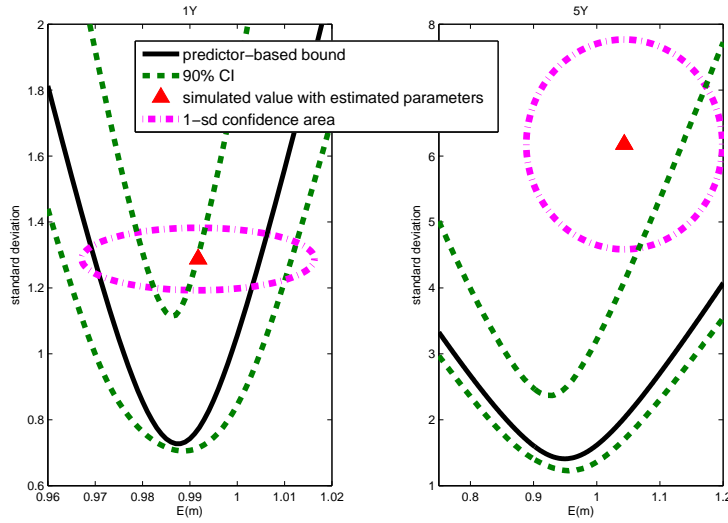 1Y
5Y
2
1.8
1.6
1.4
1.2
1
0.8
0.6
0.96
0.97
0.98
0.99
1
1.01
1.02
E(m)
standard deviation
predictor-based bound
90% CI
simulated value with estimated parameters
1-sd confidence area
8
7
6
5
4
3
2
1
0.8
0.9
1
1.1
1.2
E(m)
standard deviation